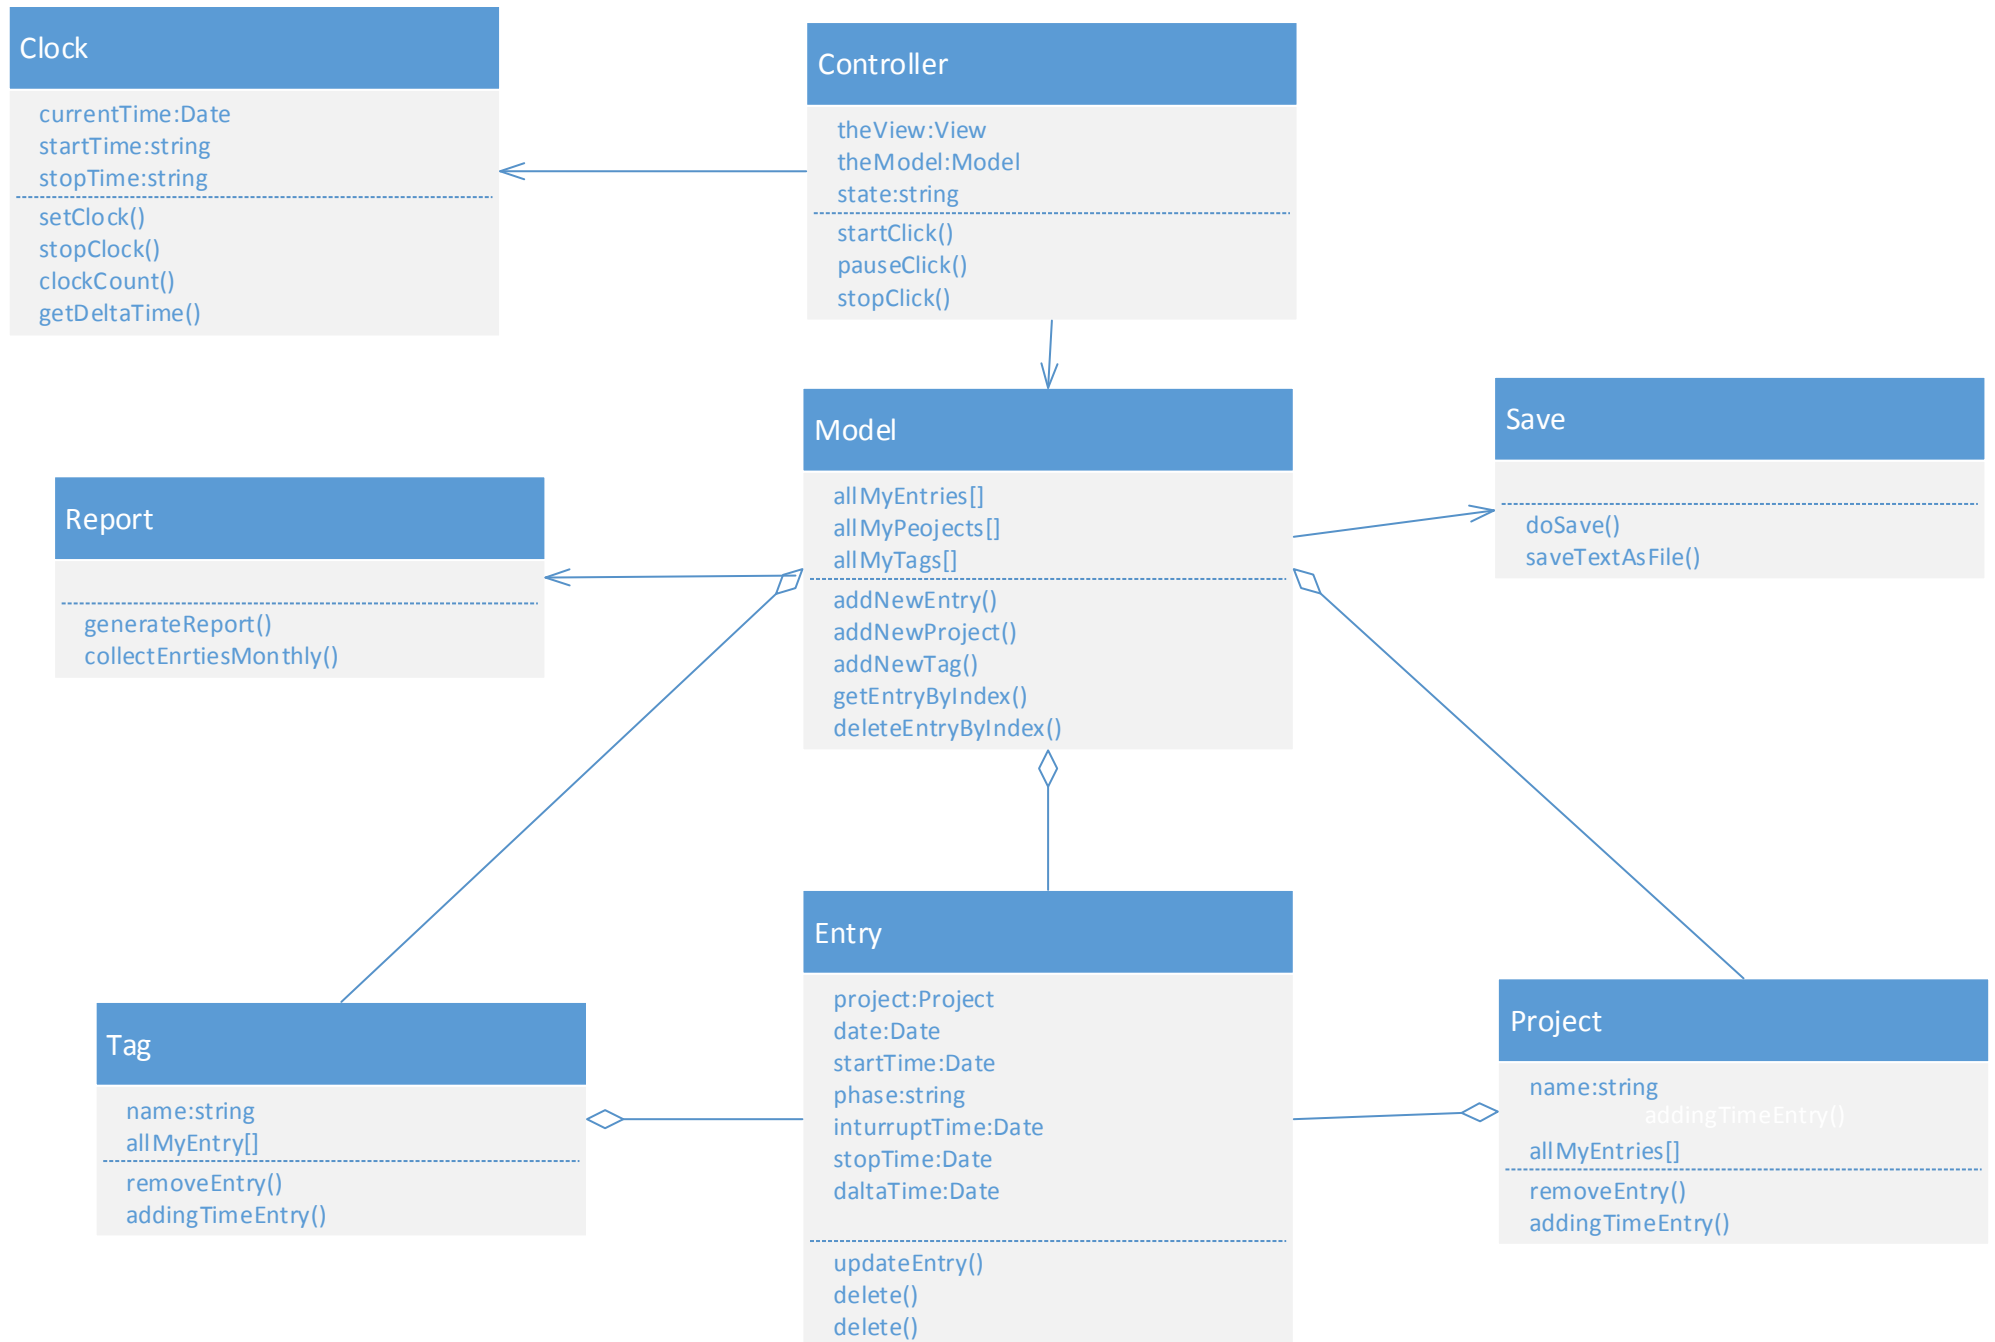 Clock
currentTime:Date
startTime:string
stopTime:string
setClock()
stopClock()
clockCount()
getDeltaTime()
Controller
theView:View
theModel:Model
state:string
startClick()
pauseClick()
stopClick()
Model
allMyEntries[]
allMyPeojects[]
allMyTags[]
addNewEntry()
addNewProject()
addNewTag()
getEntryByIndex()
deleteEntryByIndex()
Save
doSave()
saveTextAsFile()
Report
generateReport()
collectEnrtiesMonthly()
Entry
project:Project
date:Date
startTime:Date
phase:string
inturruptTime:Date
stopTime:Date
daltaTime:Date
updateEntry()
delete()
delete()
Tag
name:string
allMyEntry[]
removeEntry()
addingTimeEntry()
Project
name:string
addingTimeEntry()
allMyEntries[]
removeEntry()
addingTimeEntry()